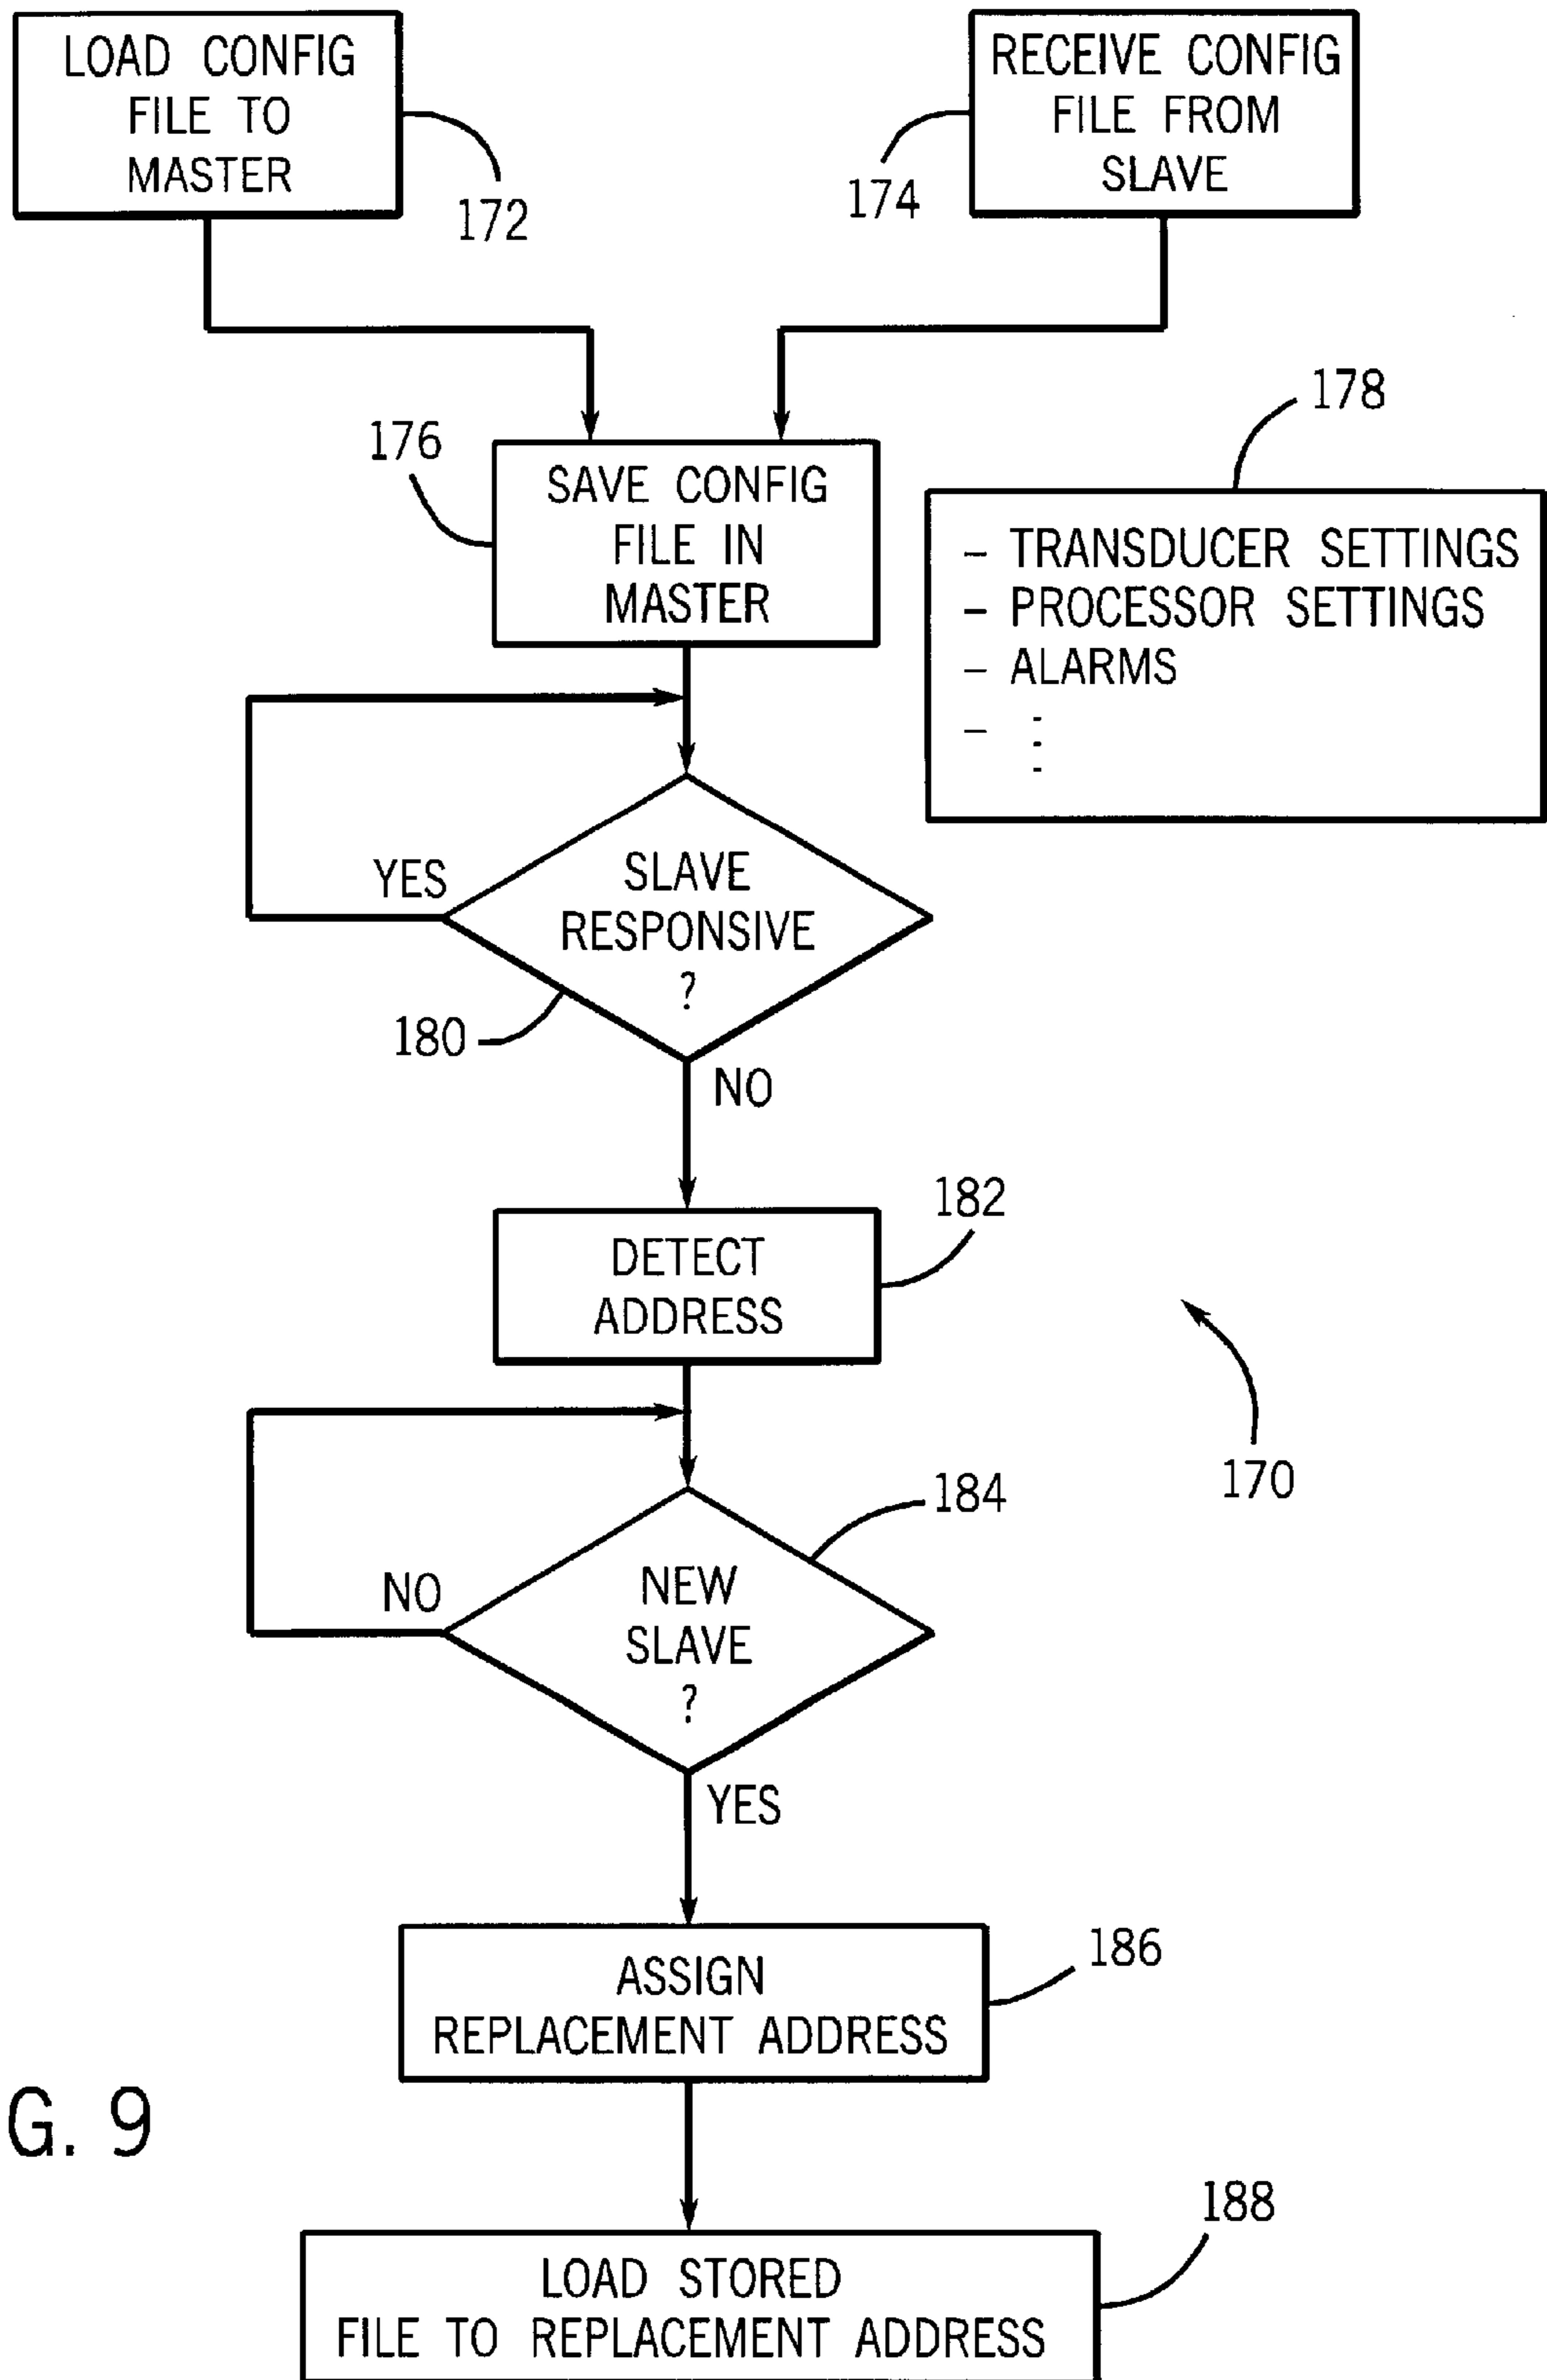 LOAD CONFIG
FILE TO
MASTER
172
RECEIVE CONFIG
FILE FROM
SLAVE
174
176
SAVE CONFIG
FILE IN
MASTER
178
- TRANSDUCER SETTINGS
- PROCESSOR SETTINGS
- ALARMS
-
YES
SLAVE
RESPONSIVE
?
180
NO
182
DETECT
ADDRESS
170
184
NO
NEW
SLAVE
?
YES
186
ASSIGN
REPLACEMENT ADDRESS
G. 9
188
LOAD STORED
FILE TO REPLACEMENT ADDRESS